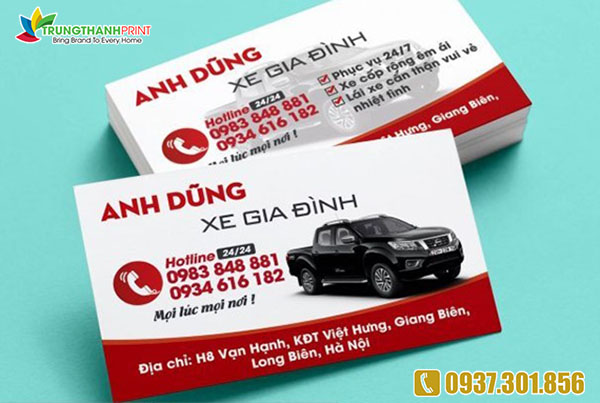 TRUNGTHANHPRINT
Bring Brand To Every Home
ANH DŨNG
XE GIA ĐÌNH
Hotline 24/24
0983 848 881
0934 616 182
Mọi lúc mọi nơi !
Phục vụ 24/7
Xe cốp rộng êm ái
Lái xe cẩn thận vui vẻ
nhiệt tình
Hưng, Giang Biên,
ANH DŨNG
XE GIA ĐÌNH
Hotline 24/24
0983 848 881
0934 616 182
Mọi lúc mọi nơi !
Địa chỉ: H8 Vạn Hạnh, KĐT Việt Hưng, Giang Biên,
Long Biên, Hà Nội
0937.301.856